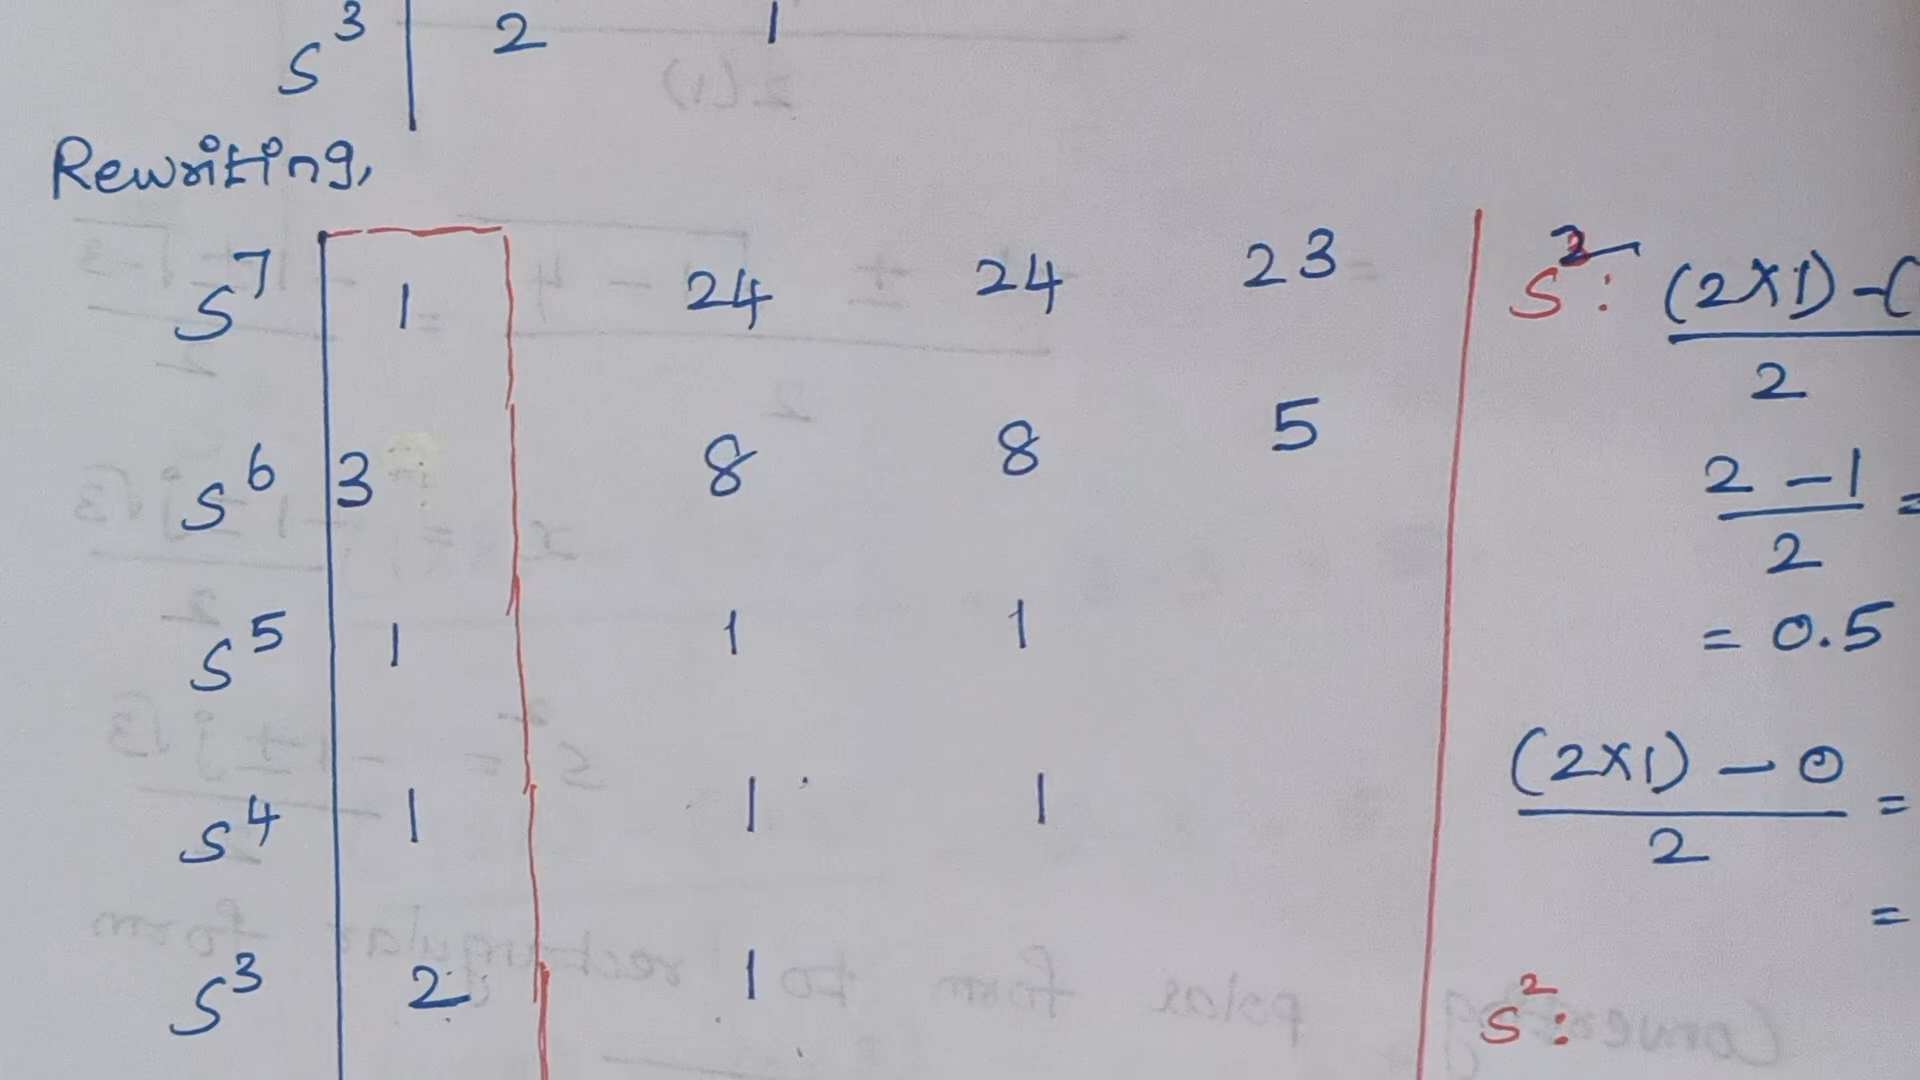 s³ 2 1
Rewriting,
s⁷ 1 24 24 23
s⁶ 3 8 8 5
s⁵ 1 1 1
s⁴ 1 1 1
s³ 2 1
s²: (2×1)-(
2
2-1 =
2
= 0.5
(2×1) - 0 =
2
=
s²: